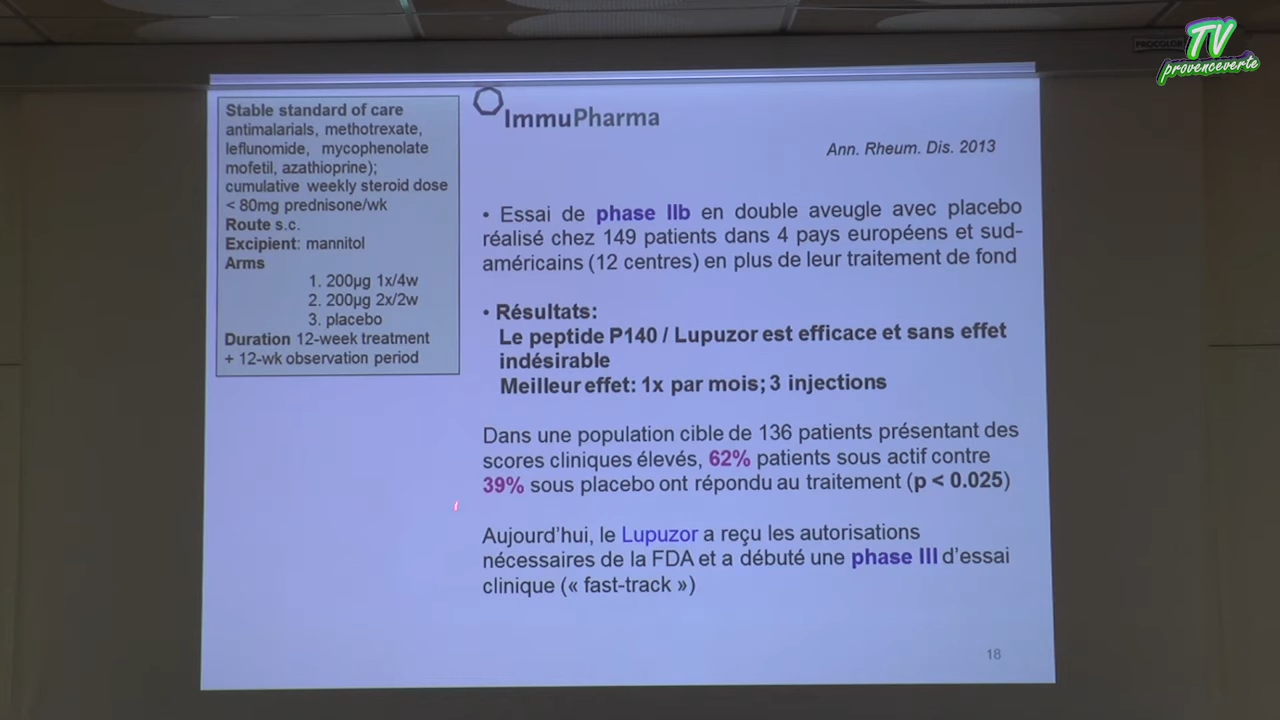 TV
provenceverte
Stable standard of care
antimalarials, methotrexate,
leflunomide, mycophenolate
mofetil, azathioprine);
cumulative weekly steroid dose
< 80mg prednisone/wk
Route s.c.
Excipient: mannitol
Arms
1. 200µg 1x/4w
2. 200µg 2x/2w
3. placebo
Duration 12-week treatment
+ 12-wk observation period
ImmuPharma
Ann. Rheum. Dis. 2013
• Essai de phase IIb en double aveugle avec placebo
réalisé chez 149 patients dans 4 pays européens et sud-
américains (12 centres) en plus de leur traitement de fond
• Résultats:
Le peptide P140 / Lupuzor est efficace et sans effet
indésirable
Meilleur effet: 1x par mois; 3 injections
Dans une population cible de 136 patients présentant des
scores cliniques élevés, 62% patients sous actif contre
39% sous placebo ont répondu au traitement (p < 0.025)
Aujourd'hui, le Lupuzor a reçu les autorisations
nécessaires de la FDA et a débuté une phase III d'essai
clinique (« fast-track »)
18